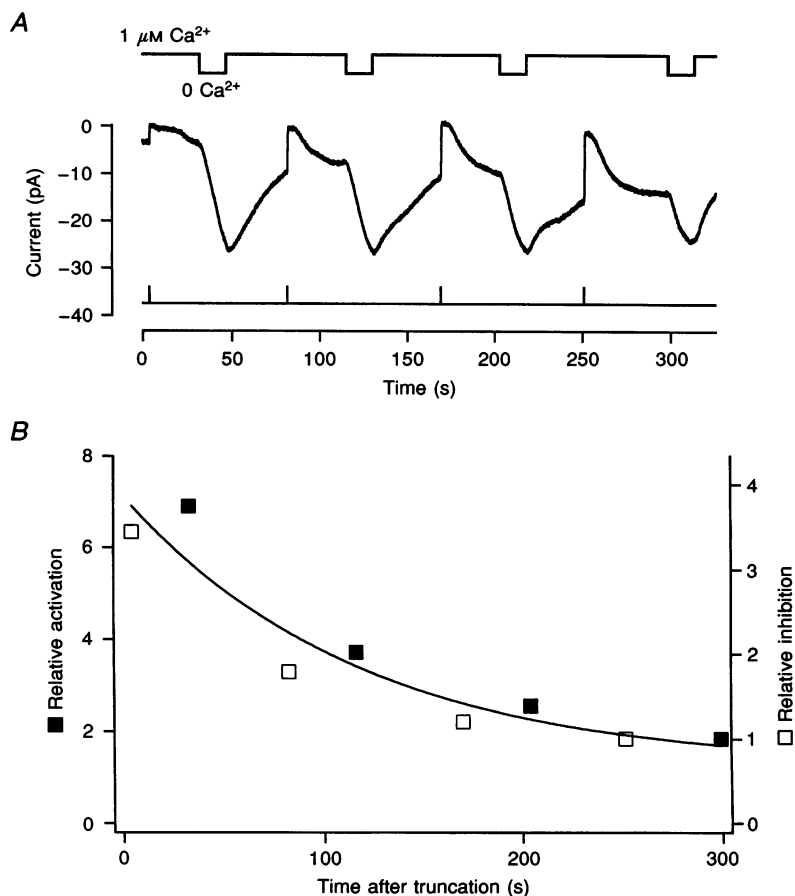 A
1 μM Ca²⁺
0 Ca²⁺
0
−10
−20
−30
−40
Current (pA)
0 50 100 150 200 250 300
Time (s)
B
8
6
4
2
0
■ Relative activation
4
3
2
1
0
□ Relative inhibition
0 100 200 300
Time after truncation (s)